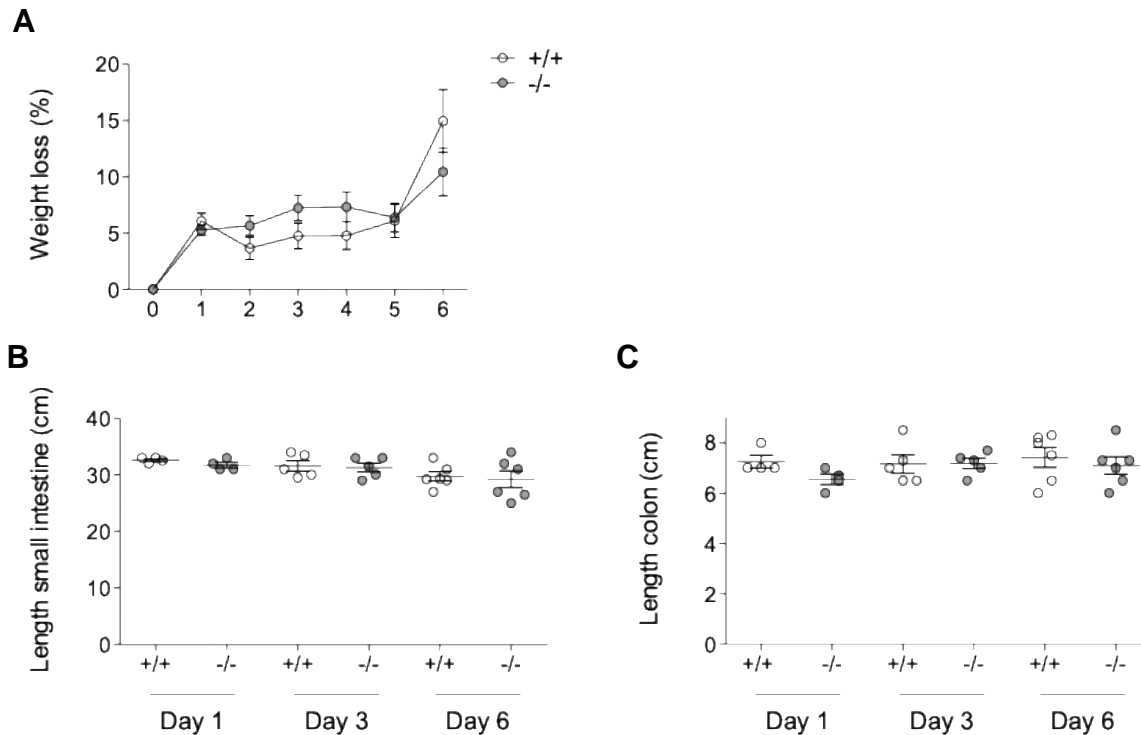 A
+/+
-/-
Weight loss (%)
20
15
10
5
0
0 1 2 3 4 5 6
B
Length small intestine (cm)
40
30
20
10
0
+/+ -/- +/+ -/- +/+ -/-
Day 1 Day 3 Day 6
C
Length colon (cm)
8
6
4
2
0
+/+ -/- +/+ -/- +/+ -/-
Day 1 Day 3 Day 6